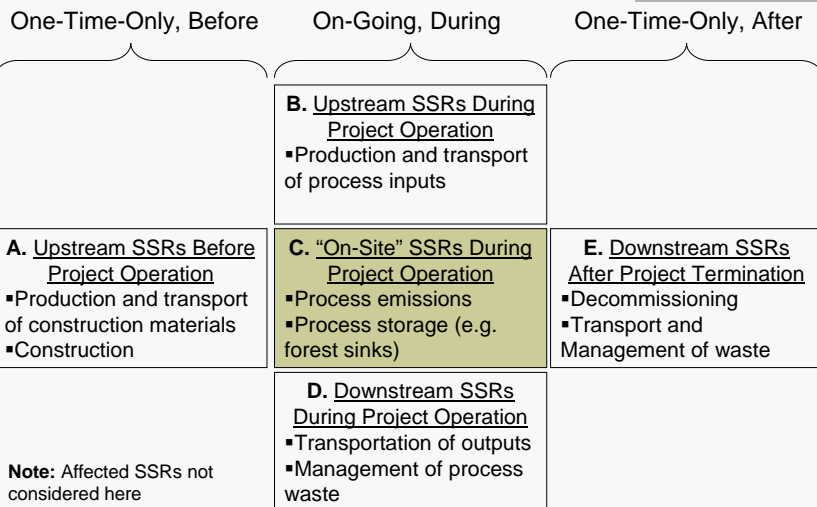 One-Time-Only, Before
On-Going, During
One-Time-Only, After
B. Upstream SSRs During
Project Operation
▪Production and transport
of process inputs
A. Upstream SSRs Before
Project Operation
▪Production and transport
of construction materials
▪Construction
C. “On-Site” SSRs During
Project Operation
▪Process emissions
▪Process storage (e.g.
forest sinks)
E. Downstream SSRs
After Project Termination
▪Decommissioning
▪Transport and
Management of waste
D. Downstream SSRs
During Project Operation
▪Transportation of outputs
▪Management of process
waste
Note: Affected SSRs not
considered here